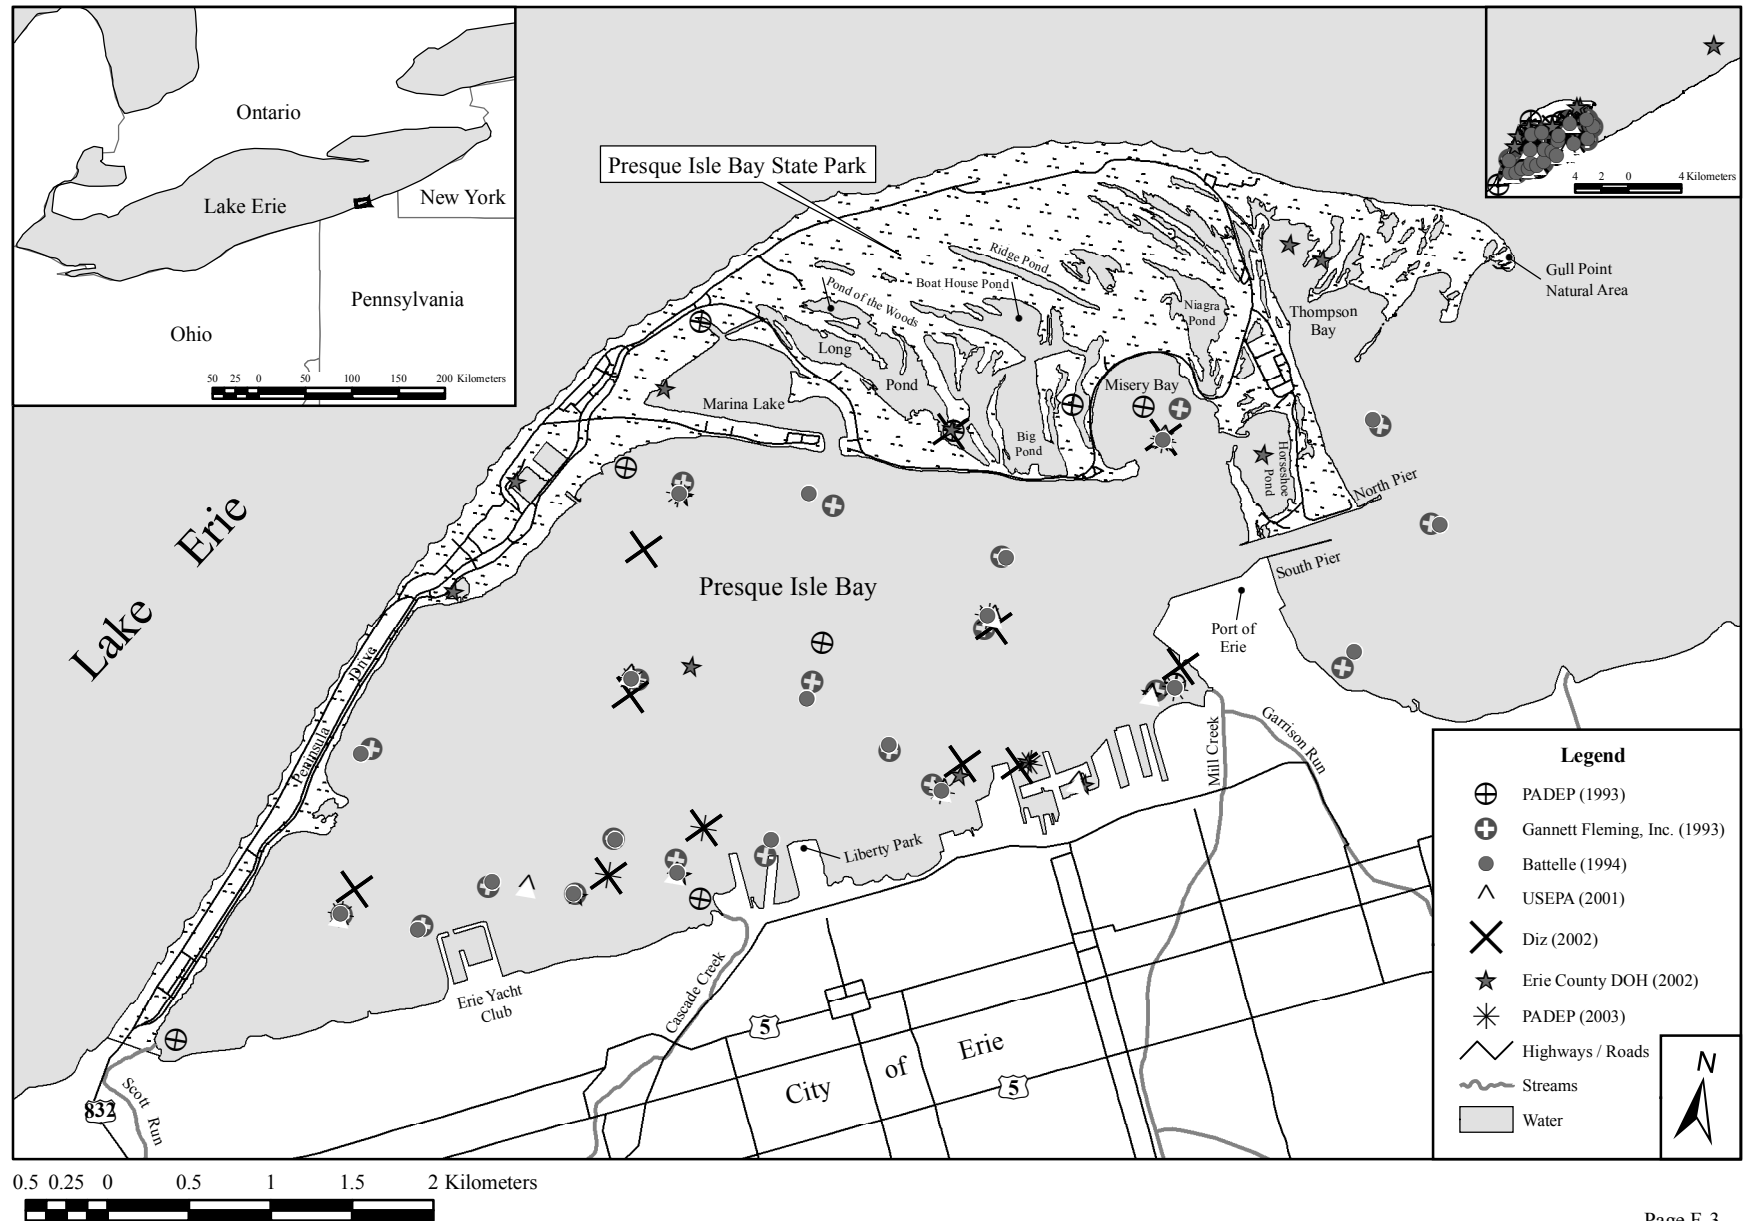 Ontario
Lake Erie
New York
Pennsylvania
Ohio
50 25 0 50 100 150 200 Kilometers
4 2 0 4 Kilometers
Presque Isle Bay State Park
Gull Point
Natural Area
Ridge Pond
Boat House Pond
Pond of the Woods
Niagra
Pond
Thompson
Bay
Long
Pond
Misery Bay
Marina Lake
Big
Pond
Horseshoe
Pond
North Pier
South Pier
Lake Erie
Presque Isle Bay
Port of
Erie
Peninsula Drive
Mill Creek
Garrison Run
Liberty Park
Erie Yacht
Club
Cascade Creek
5
City of Erie
5
Scott Run
832
Legend
PADEP (1993)
Gannett Fleming, Inc. (1993)
Battelle (1994)
USEPA (2001)
Diz (2002)
Erie County DOH (2002)
PADEP (2003)
Highways / Roads
Streams
Water
N
0.5 0.25 0 0.5 1 1.5 2 Kilometers
Page E-3